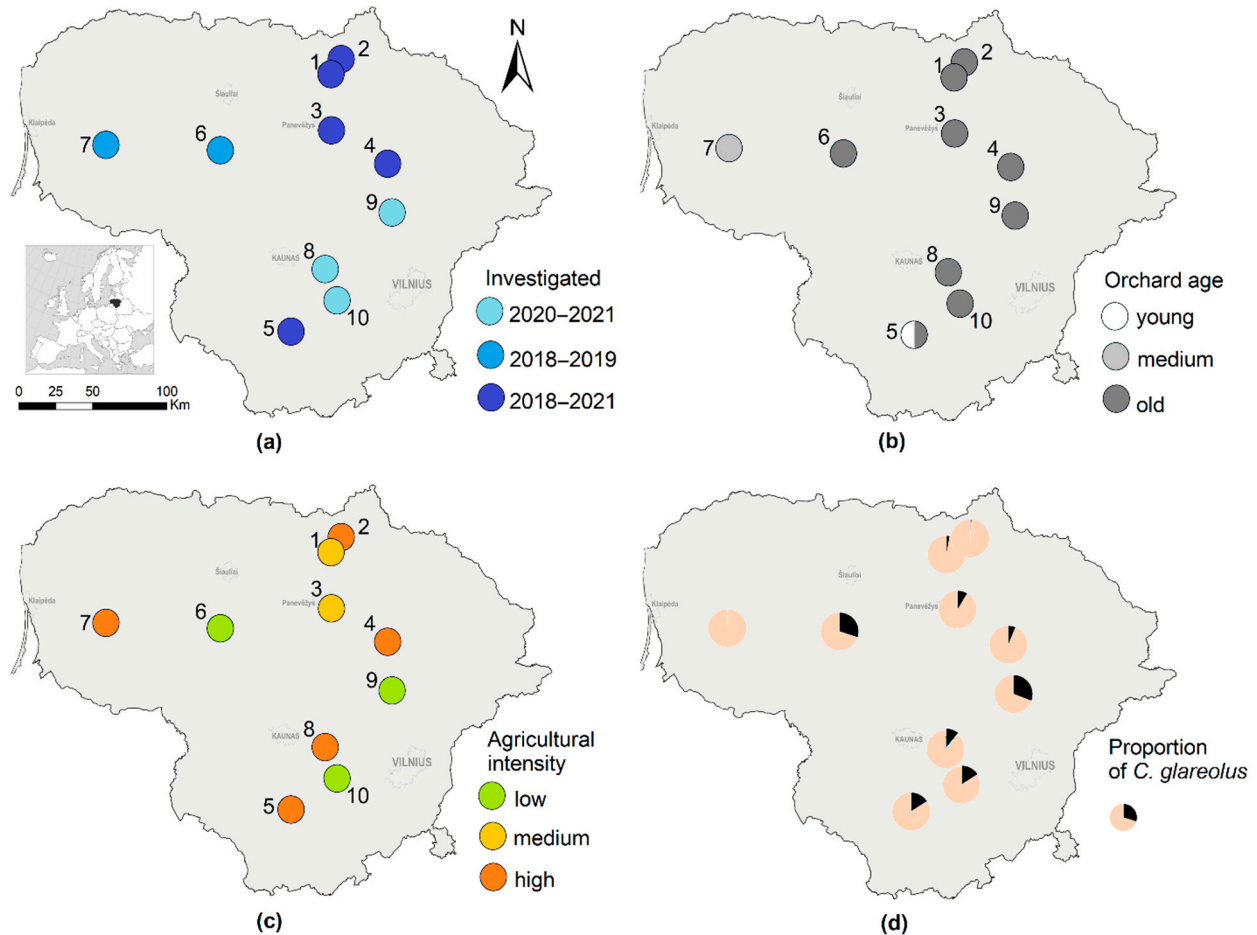 N
1
2
3
4
5
6
7
8
9
10
Klaipėda
Šiauliai
Panevėžys
KAUNAS
VILNIUS
Investigated
2020–2021
2018–2019
2018–2021
0 25 50 100
Km
(a)
1
2
3
4
5
6
7
8
9
10
Klaipėda
Šiauliai
Panevėžys
KAUNAS
VILNIUS
Orchard age
young
medium
old
(b)
1
2
3
4
5
6
7
8
9
10
Klaipėda
Šiauliai
Panevėžys
KAUNAS
VILNIUS
Agricultural
intensity
low
medium
high
(c)
Klaipėda
Šiauliai
Panevėžys
KAUNAS
VILNIUS
Proportion
of C. glareolus
(d)